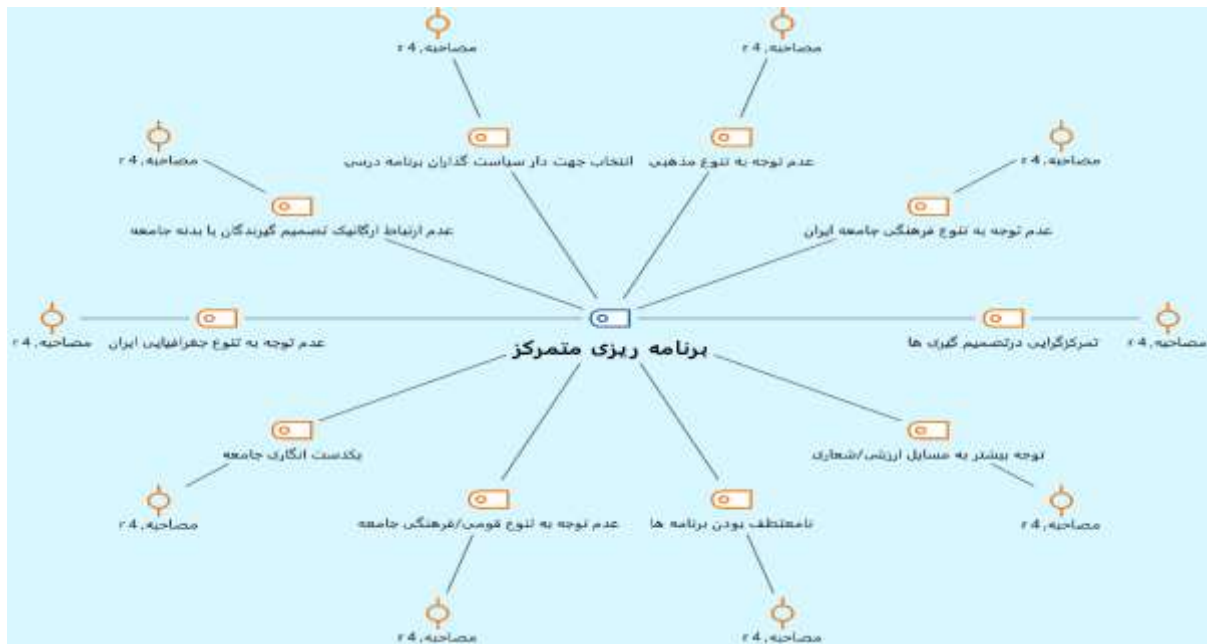 مصاحبه, r 4
مصاحبه, r 4
انتخاب جهت دار سیاست گذاران برنامه درسی
عدم توجه به تنوع مذهبی
مصاحبه, r 4
مصاحبه, r 4
عدم ارتباط ارگانیک تصمیم گیرندگان با بدنه جامعه
عدم توجه به تنوع فرهنگی جامعه ایران
مصاحبه, r 4
عدم توجه به تنوع جغرافیایی ایران
برنامه ریزی متمرکز
تمرکزگرایی درتصمیم گیری ها
مصاحبه, r 4
یکدست انگاری جامعه
توجه بیشتر به مسایل ارزشی/شعاری
مصاحبه, r 4
عدم توجه به تنوع قومی/فرهنگی جامعه
نامعتطف بودن برنامه ها
مصاحبه, r 4
مصاحبه, r 4
مصاحبه, r 4